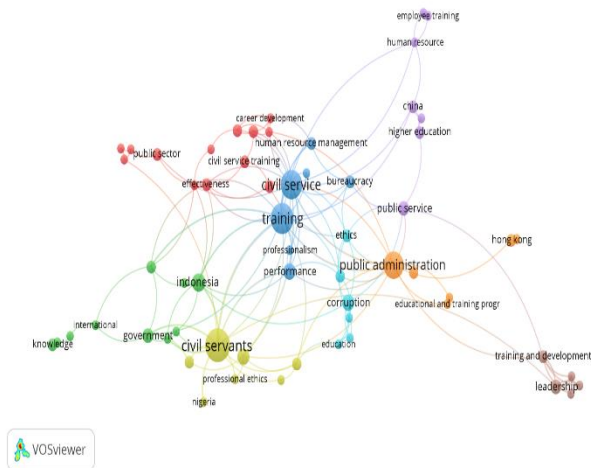 employee training
human resource
china
career development
higher education
human resource management
public sector
civil service training
effectiveness
civil service
bureaucracy
public service
training
ethics
hong kong
professionalism
public administration
performance
indonesia
corruption
educational and training progr
international
government
knowledge
civil servants
education
training and development
professional ethics
leadership
nigeria
VOSviewer